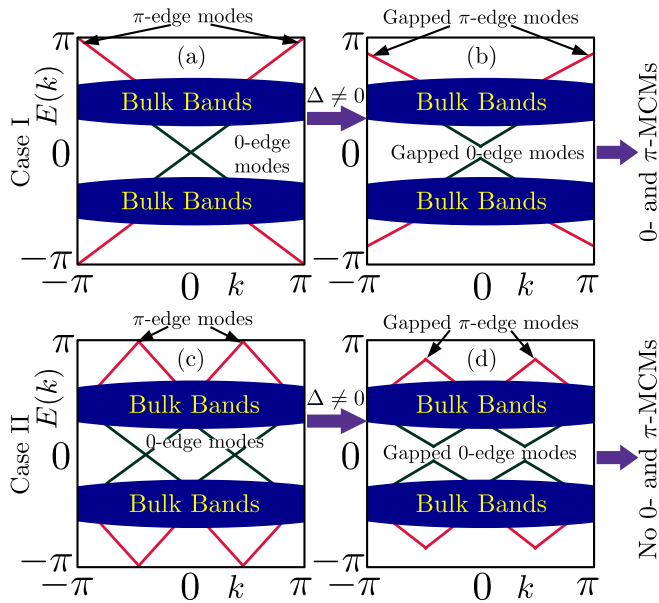 π-edge modes
Gapped π-edge modes
π
(a)
π
(b)
Case I
E(k)
Bulk Bands
Δ ≠ 0
Bulk Bands
0
0-edge
modes
0
Gapped 0-edge modes
0- and π-MCMs
Bulk Bands
Bulk Bands
−π
−π
−π
0
k
π
−π
0
k
π
π-edge modes
Gapped π-edge modes
π
(c)
π
(d)
Case II
E(k)
Bulk Bands
Δ ≠ 0
Bulk Bands
0
0-edge modes
0
Gapped 0-edge modes
No 0- and π-MCMs
Bulk Bands
Bulk Bands
−π
−π
−π
0
k
π
−π
0
k
π